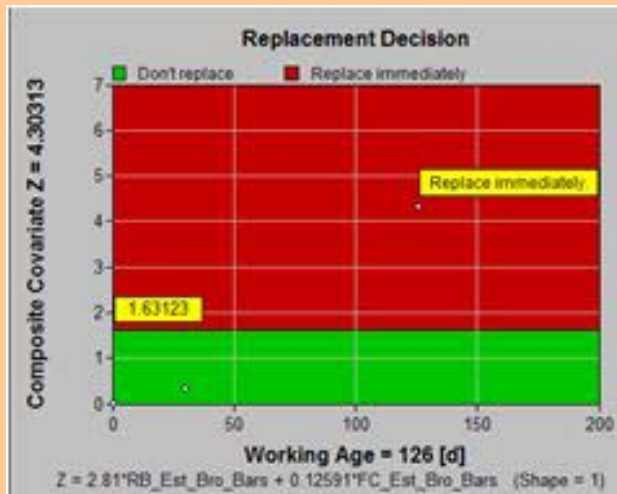 Replacement Decision
Don't replace Replace immediately
Composite Covariate Z = 4.30313
7
6
5
4
3
2
1
0
Replace immediately.
1.63123
0 50 100 150 200
Working Age = 126 [d]
Z = 2.81*RB_Est_Bro_Bars + 0.12591*FC_Est_Bro_Bars (Shape = 1)